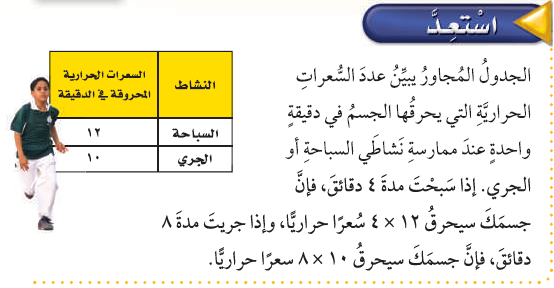 اسْتَعِدَّ
الجدولُ المُجاورُ يبيِّنُ عددَ السُّعراتِ
الحراريَّةِ التي يحرقُها الجسمُ في دقيقةٍ
واحدةٍ عندَ ممارسةِ نَشاطَيِ السباحةِ أو
الجري. إذا سَبحْتَ مدةَ ٤ دقائقَ، فإنَّ
جسمَكَ سيحرقُ ١٢ × ٤ سُعرًا حراريًّا، وإذا جريتَ مدةَ ٨
دقائقَ، فإنَّ جسمَكَ سيحرقُ ١٠ × ٨ سعرًا حراريًّا.
النشاط
السعرات الحرارية
المحروقة في الدقيقة
السباحة ١٢
الجري ١٠